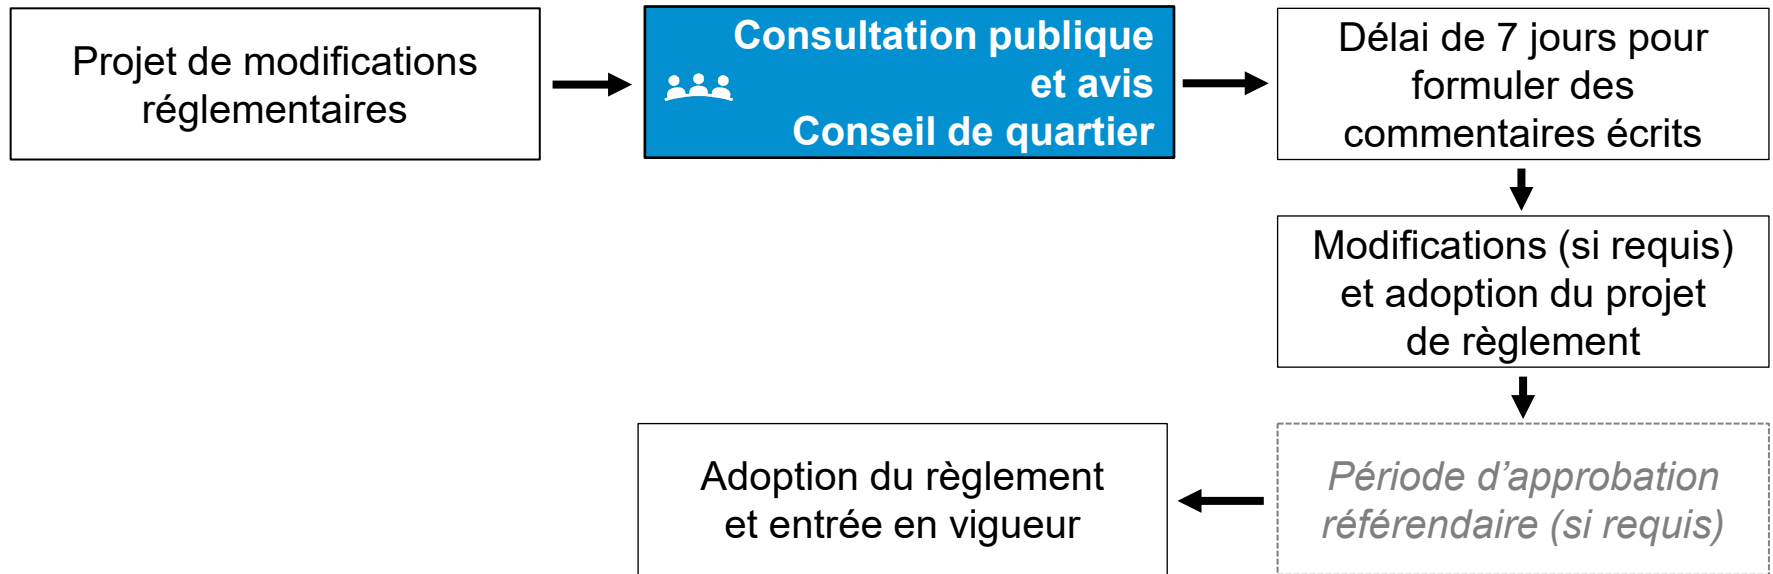 Projet de modifications
réglementaires
Consultation publique
et avis
Conseil de quartier
Délai de 7 jours pour
formuler des
commentaires écrits
Modifications (si requis)
et adoption du projet
de règlement
Période d’approbation
référendaire (si requis)
Adoption du règlement
et entrée en vigueur